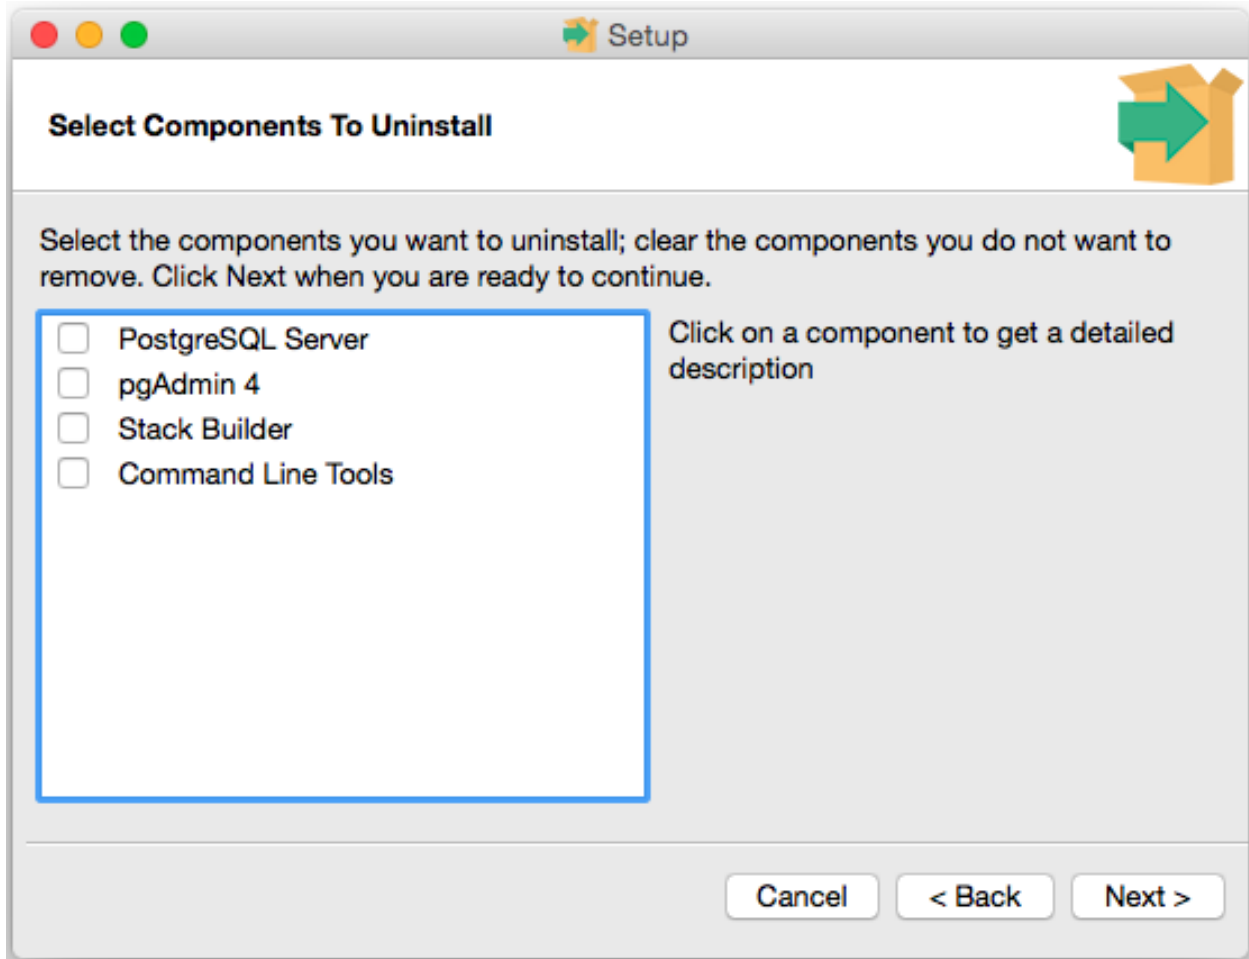 Setup
Select Components To Uninstall
Select the components you want to uninstall; clear the components you do not want to
remove. Click Next when you are ready to continue.
PostgreSQL Server
pgAdmin 4
Stack Builder
Command Line Tools
Click on a component to get a detailed
description
Cancel
< Back
Next >